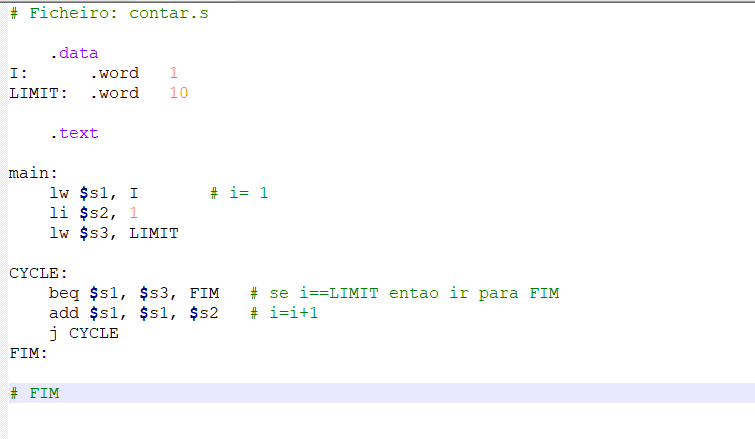 # Ficheiro: contar.s
.data
I: .word 1
LIMIT: .word 10
.text
main:
lw $s1, I # i= 1
li $s2, 1
lw $s3, LIMIT
CYCLE:
beq $s1, $s3, FIM # se i==LIMIT entao ir para FIM
add $s1, $s1, $s2 # i=i+1
j CYCLE
FIM:
# FIM